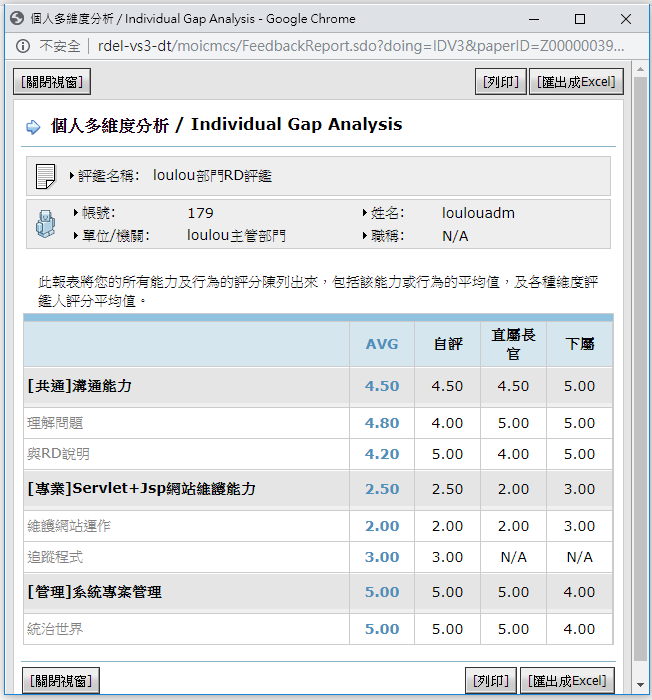 個人多維度分析 / Individual Gap Analysis - Google Chrome
不安全 | rdel-vs3-dt/moicmcs/FeedbackReport.sdo?doing=IDV3&paperID=Z00000039...
[關閉視窗] [列印] [匯出成Excel]
個人多維度分析 / Individual Gap Analysis
評鑑名稱: loulou部門RD評鑑
帳號: 179 姓名: loulouadm
單位/機關: loulou主管部門 職稱: N/A
此報表將您的所有能力及行為的評分陳列出來，包括該能力或行為的平均值，及各種維度評
鑑人評分平均值。
AVG 自評 直屬長官 下屬
[共通]溝通能力 4.50 4.50 4.50 5.00
理解問題 4.80 4.00 5.00 5.00
與RD說明 4.20 5.00 4.00 5.00
[專業]Servlet+Jsp網站維護能力 2.50 2.50 2.00 3.00
維護網站運作 2.00 2.00 2.00 3.00
追蹤程式 3.00 3.00 N/A N/A
[管理]系統專案管理 5.00 5.00 5.00 4.00
統治世界 5.00 5.00 5.00 4.00
[關閉視窗] [列印] [匯出成Excel]